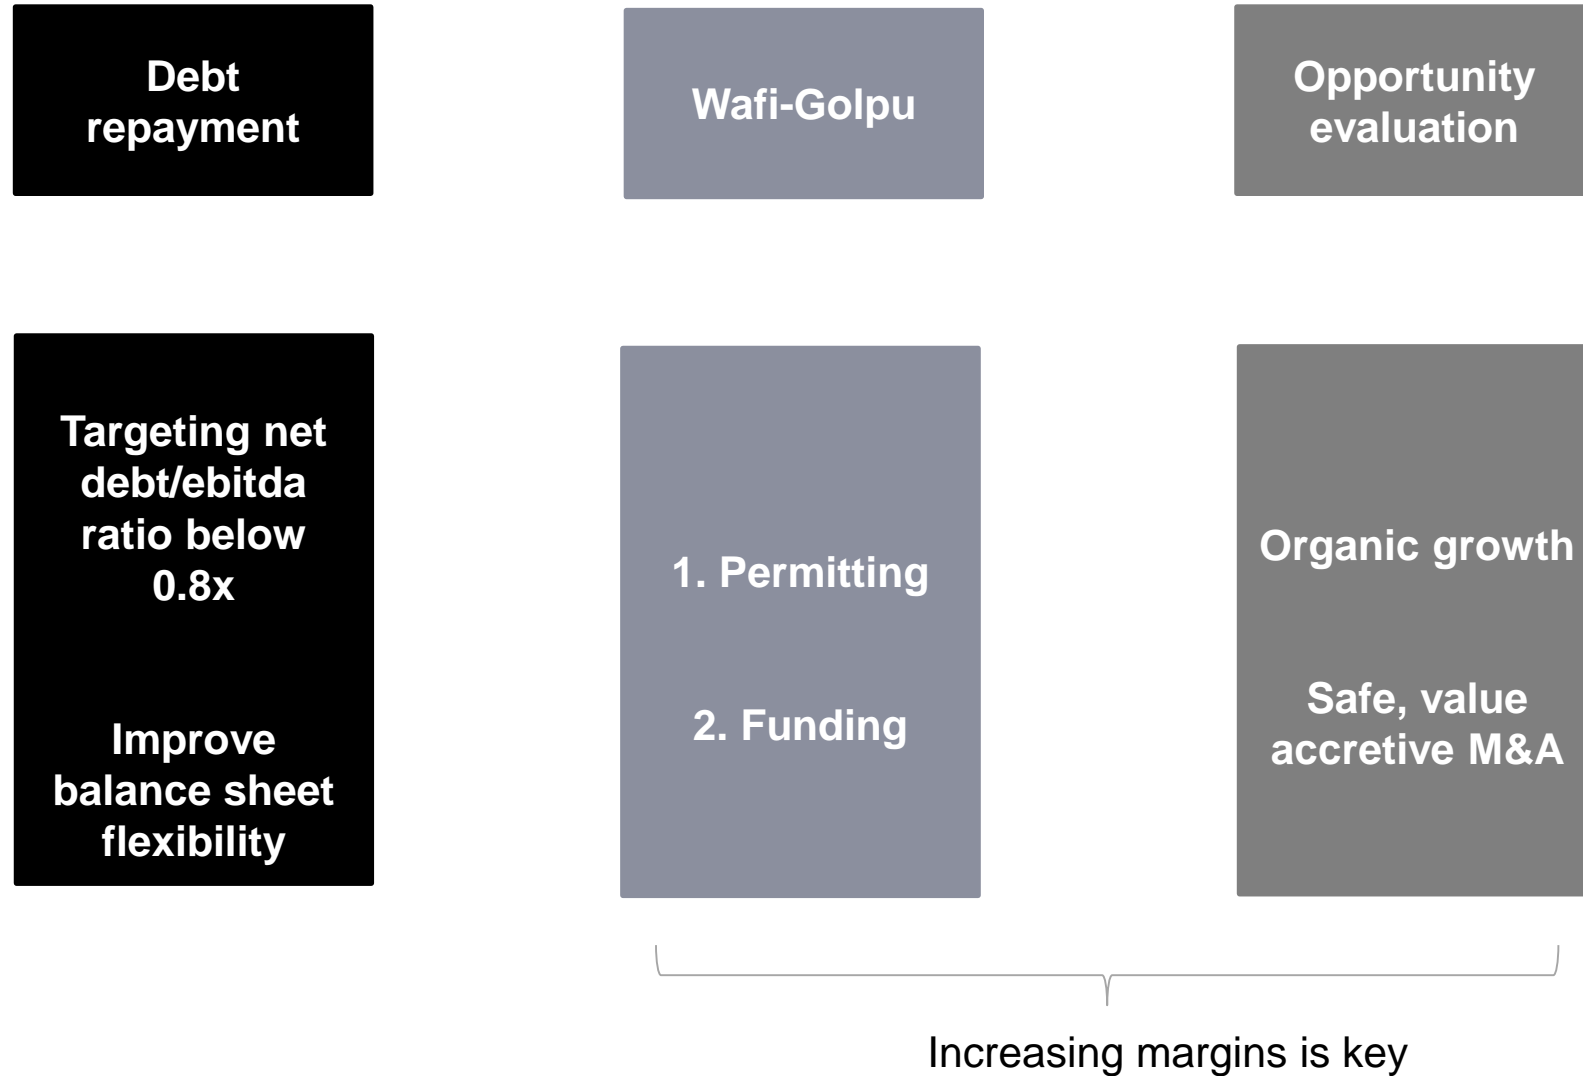 Debt
repayment
Wafi-Golpu
Opportunity
evaluation
Targeting net
debt/ebitda
ratio below
0.8x
Improve
balance sheet
flexibility
1. Permitting
2. Funding
Organic growth
Safe, value
accretive M&A
Increasing margins is key